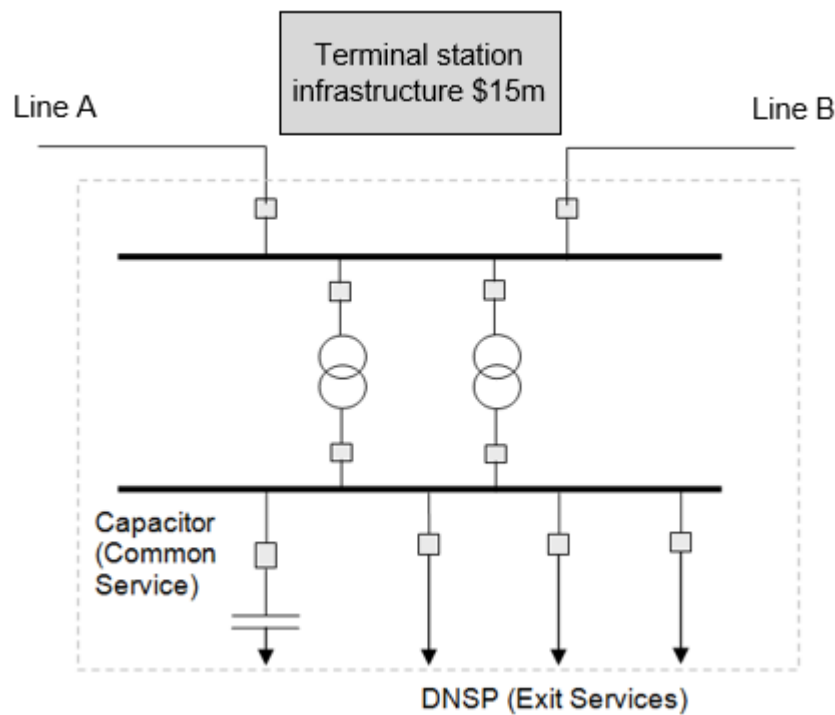 Terminal station
infrastructure $15m
Line A
Line B
Capacitor
(Common
Service)
DNSP (Exit Services)